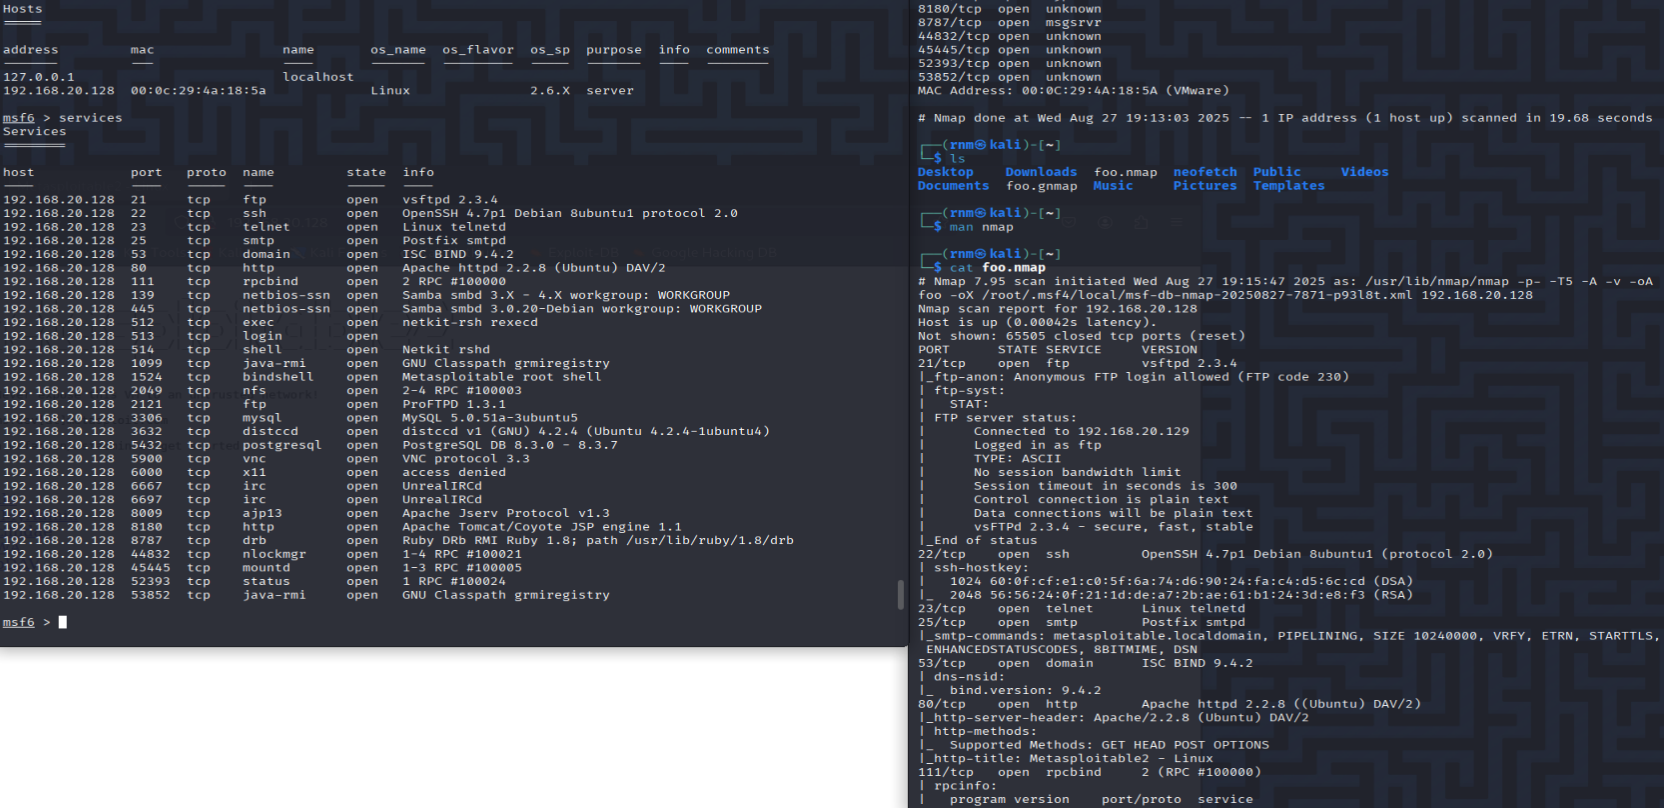 Hosts
address mac name os_name os_flavor os_sp purpose info comments
127.0.0.1 localhost
192.168.20.128 00:0c:29:4a:18:5a Linux 2.6.X server
msf6 > services
Services
host port proto name state info
192.168.20.128 21 tcp ftp open vsftpd 2.3.4
192.168.20.128 22 tcp ssh open OpenSSH 4.7p1 Debian 8ubuntu1 protocol 2.0
192.168.20.128 23 tcp telnet open Linux telnetd
192.168.20.128 25 tcp smtp open Postfix smtpd
192.168.20.128 53 tcp domain open ISC BIND 9.4.2
192.168.20.128 80 tcp http open Apache httpd 2.2.8 (Ubuntu) DAV/2
192.168.20.128 111 tcp rpcbind open 2 RPC #100000
192.168.20.128 139 tcp netbios-ssn open Samba smbd 3.X - 4.X workgroup: WORKGROUP
192.168.20.128 445 tcp netbios-ssn open Samba smbd 3.0.20-Debian workgroup: WORKGROUP
192.168.20.128 512 tcp exec open netkit-rsh rexecd
192.168.20.128 513 tcp login open
192.168.20.128 514 tcp shell open Netkit rshd
192.168.20.128 1099 tcp java-rmi open GNU Classpath grmiregistry
192.168.20.128 1524 tcp bindshell open Metasploitable root shell
192.168.20.128 2049 tcp nfs open 2-4 RPC #100003
192.168.20.128 2121 tcp ftp open ProFTPD 1.3.1
192.168.20.128 3306 tcp mysql open MySQL 5.0.51a-3ubuntu5
192.168.20.128 3632 tcp distccd open distccd v1 (GNU) 4.2.4 (Ubuntu 4.2.4-1ubuntu4)
192.168.20.128 5432 tcp postgresql open PostgreSQL DB 8.3.0 - 8.3.7
192.168.20.128 5900 tcp vnc open VNC protocol 3.3
192.168.20.128 6000 tcp x11 open access denied
192.168.20.128 6667 tcp irc open UnrealIRCd
192.168.20.128 6697 tcp irc open UnrealIRCd
192.168.20.128 8009 tcp ajp13 open Apache Jserv Protocol v1.3
192.168.20.128 8180 tcp http open Apache Tomcat/Coyote JSP engine 1.1
192.168.20.128 8787 tcp drb open Ruby DRb RMI Ruby 1.8; path /usr/lib/ruby/1.8/drb
192.168.20.128 44832 tcp nlockmgr open 1-4 RPC #100021
192.168.20.128 45445 tcp mountd open 1-3 RPC #100005
192.168.20.128 52393 tcp status open 1 RPC #100024
192.168.20.128 53852 tcp java-rmi open GNU Classpath grmiregistry
msf6 >
8180/tcp open unknown
8787/tcp open msgsrvr
44832/tcp open unknown
45445/tcp open unknown
52393/tcp open unknown
53852/tcp open unknown
MAC Address: 00:0C:29:4A:18:5A (VMware)
# Nmap done at Wed Aug 27 19:13:03 2025 -- 1 IP address (1 host up) scanned in 19.68 seconds
┌──(rnm㉿kali)-[~]
└─$ ls
Desktop Downloads foo.nmap neofetch Public Videos
Documents foo.gnmap Music Pictures Templates
┌──(rnm㉿kali)-[~]
└─$ man nmap
┌──(rnm㉿kali)-[~]
└─$ cat foo.nmap
# Nmap 7.95 scan initiated Wed Aug 27 19:15:47 2025 as: /usr/lib/nmap/nmap -p- -T5 -A -v -oA
foo -oX /root/.msf4/local/msf-db-nmap-20250827-7871-p93l8t.xml 192.168.20.128
Nmap scan report for 192.168.20.128
Host is up (0.00042s latency).
Not shown: 65505 closed tcp ports (reset)
PORT STATE SERVICE VERSION
21/tcp open ftp vsftpd 2.3.4
|_ftp-anon: Anonymous FTP login allowed (FTP code 230)
| ftp-syst:
|   STAT:
| FTP server status:
|      Connected to 192.168.20.129
|      Logged in as ftp
|      TYPE: ASCII
|      No session bandwidth limit
|      Session timeout in seconds is 300
|      Control connection is plain text
|      Data connections will be plain text
|      vsFTPd 2.3.4 - secure, fast, stable
|_End of status
22/tcp open ssh OpenSSH 4.7p1 Debian 8ubuntu1 (protocol 2.0)
| ssh-hostkey:
|   1024 60:0f:cf:e1:c0:5f:6a:74:d6:90:24:fa:c4:d5:6c:cd (DSA)
|_  2048 56:56:24:0f:21:1d:de:a7:2b:ae:61:b1:24:3d:e8:f3 (RSA)
23/tcp open telnet Linux telnetd
25/tcp open smtp Postfix smtpd
|_smtp-commands: metasploitable.localdomain, PIPELINING, SIZE 10240000, VRFY, ETRN, STARTTLS,
ENHANCEDSTATUSCODES, 8BITMIME, DSN
53/tcp open domain ISC BIND 9.4.2
| dns-nsid:
|_  bind.version: 9.4.2
80/tcp open http Apache httpd 2.2.8 ((Ubuntu) DAV/2)
|_http-server-header: Apache/2.2.8 (Ubuntu) DAV/2
| http-methods:
|_  Supported Methods: GET HEAD POST OPTIONS
|_http-title: Metasploitable2 - Linux
111/tcp open rpcbind 2 (RPC #100000)
| rpcinfo:
|   program version port/proto service